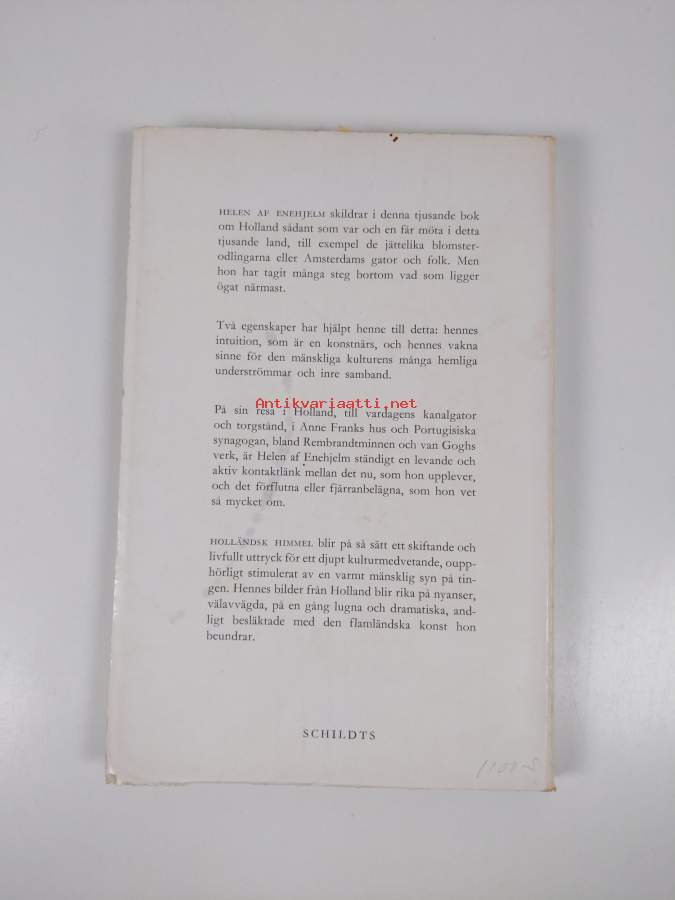 HELEN AF ENEHJELM skildrar i denna tjusande bok
om Holland sådant som var och en får möta i detta
tjusande land, till exempel de jättelika blomster-
odlingarna eller Amsterdams gator och folk. Men
hon har tagit många steg bortom vad som ligger
ögat närmast.
Två egenskaper har hjälpt henne till detta: hennes
intuition, som är en konstnärs, och hennes vakna
sinne för den mänskliga kulturens många hemliga
underströmmar och inre samband.
Antikvariaatti.net
På sin resa i Holland, till vardagens kanalgator
och torgstånd, i Anne Franks hus och Portugisiska
synagogan, bland Rembrandtminnen och van Goghs
verk, är Helen af Enehjelm ständigt en levande och
aktiv kontaktlänk mellan det nu, som hon upplever,
och det förflutna eller fjärranbelägna, som hon vet
så mycket om.
HOLLÄNDSK HIMMEL blir på så sätt ett skiftande och
livfullt uttryck för ett djupt kulturmedvetande, oupp-
hörligt stimulerat av en varmt mänsklig syn på tin-
gen. Hennes bilder från Holland blir rika på nyanser,
välavvägda, på en gång lugna och dramatiska, and-
ligt besläktade med den flamländska konst hon
beundrar.
SCHILDTS